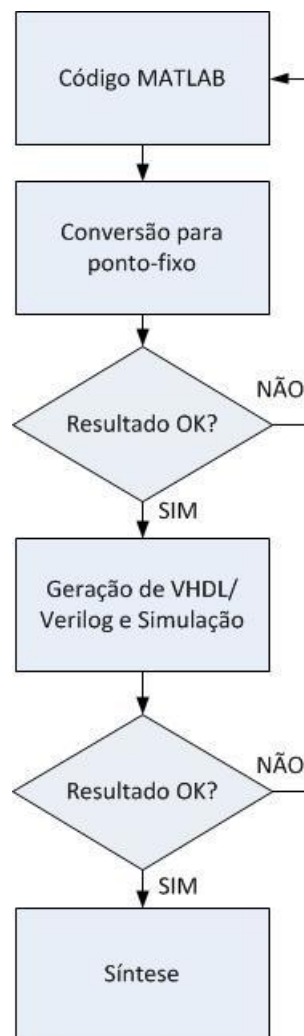 Código MATLAB
Conversão para
ponto-fixo
NÃO
Resultado OK?
SIM
Geração de VHDL/
Verilog e Simulação
NÃO
Resultado OK?
SIM
Síntese